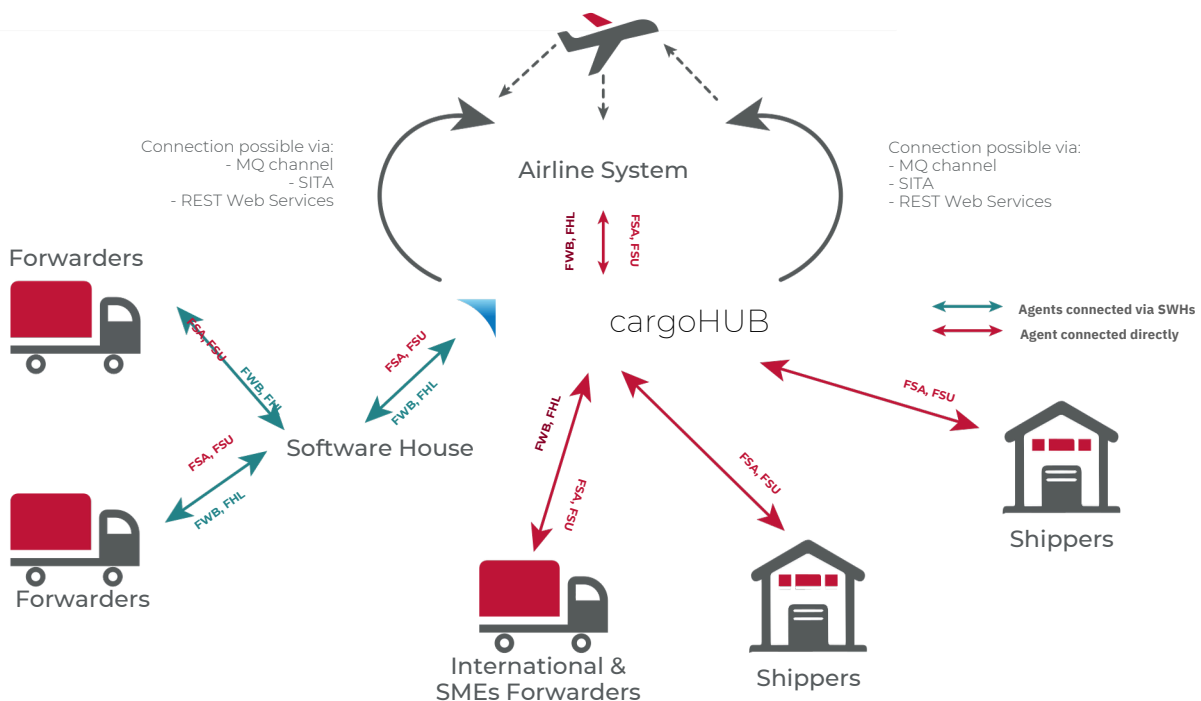 Connection possible via:
- MQ channel
- SITA
- REST Web Services
Airline System
Connection possible via:
- MQ channel
- SITA
- REST Web Services
FWB, FHL
FSA, FSU
Forwarders
FSA, FSU
FWB, FHL
FSA, FSU
FWB, FHL
cargoHUB
Agents connected via SWHs
Agent connected directly
Software House
FSA, FSU
FWB, FHL
Forwarders
FWB, FHL
FSA, FSU
FSA, FSU
FSA, FSU
Shippers
International &
SMEs Forwarders
Shippers